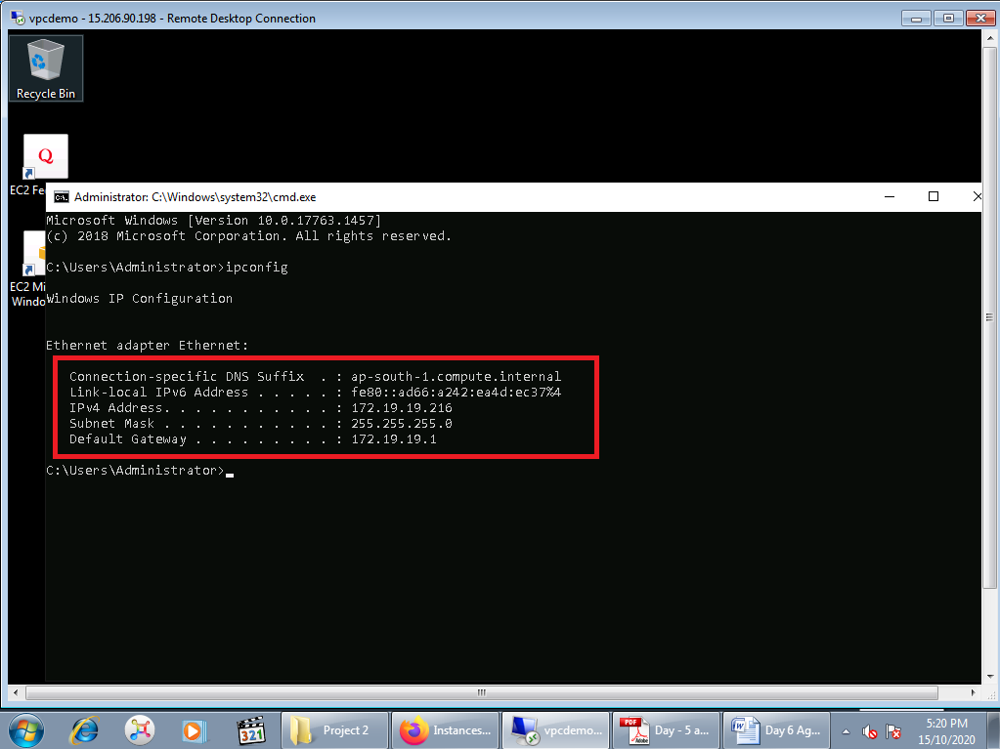 vpcdemo - 15.206.90.198 - Remote Desktop Connection
Recycle Bin
Q
EC2 Fe
Administrator: C:\Windows\system32\cmd.exe
Microsoft Windows [Version 10.0.17763.1457]
(c) 2018 Microsoft Corporation. All rights reserved.
C:\Users\Administrator>ipconfig
EC2 Mi
Windo
Windows IP Configuration
Ethernet adapter Ethernet:
Connection-specific DNS Suffix . : ap-south-1.compute.internal
Link-local IPv6 Address . . . . . : fe80::ad66:a242:ea4d:ec37%4
IPv4 Address. . . . . . . . . . . : 172.19.19.216
Subnet Mask . . . . . . . . . . . : 255.255.255.0
Default Gateway . . . . . . . . . : 172.19.19.1
C:\Users\Administrator>
321
Project 2
Instances...
vpcdemo...
PDF
Adobe
Day - 5 a...
W
Day 6 Ag...
5:20 PM
15/10/2020